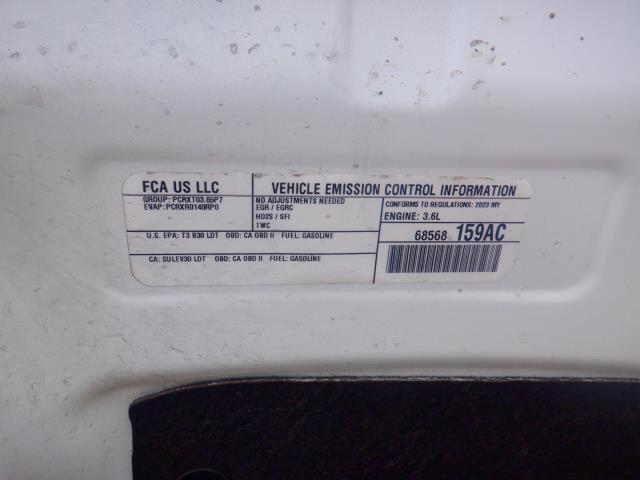 FCA US LLC
VEHICLE EMISSION CONTROL INFORMATION
GROUP: PCRXT03.65P7
EVAP: PCRXR0140RP0
NO ADJUSTMENTS NEEDED
EGR / EGRC
HO2S / SFI
TWC
CONFORMS TO REGULATIONS: 2023 MY
ENGINE: 3.6L
U.S. EPA: T3 B30 LDT OBD: CA OBD II FUEL: GASOLINE
CA: SULEV30 LDT OBD: CA OBD II FUEL: GASOLINE
68568 159AC